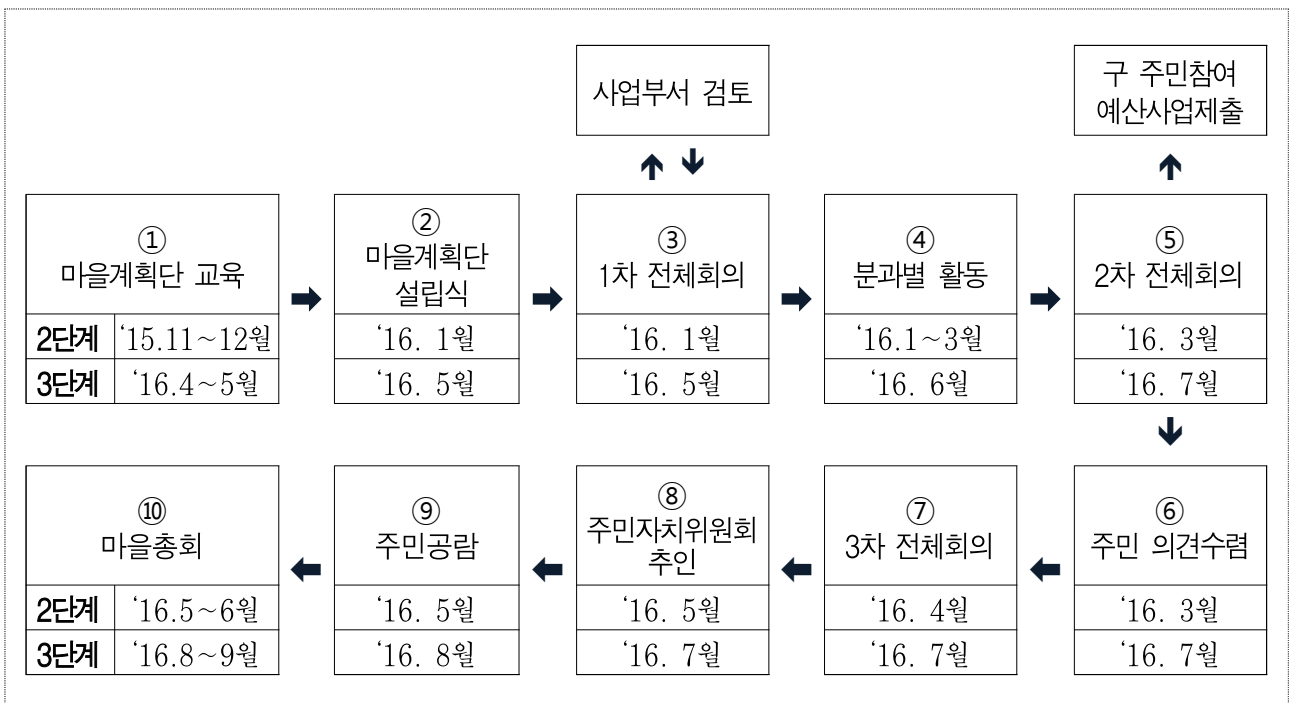 사업부서 검토
구 주민참여
예산사업제출
①
마을계획단 교육
2단계 ‘15.11~12월
3단계 ‘16.4~5월
②
마을계획단
설립식
‘16. 1월
‘16. 5월
③
1차 전체회의
‘16. 1월
‘16. 5월
④
분과별 활동
‘16.1~3월
‘16. 6월
⑤
2차 전체회의
‘16. 3월
‘16. 7월
⑥
주민 의견수렴
‘16. 3월
‘16. 7월
⑦
3차 전체회의
‘16. 4월
‘16. 7월
⑧
주민자치위원회
추인
‘16. 5월
‘16. 7월
⑨
주민공람
‘16. 5월
‘16. 8월
⑩
마을총회
2단계 ‘16.5~6월
3단계 ‘16.8~9월